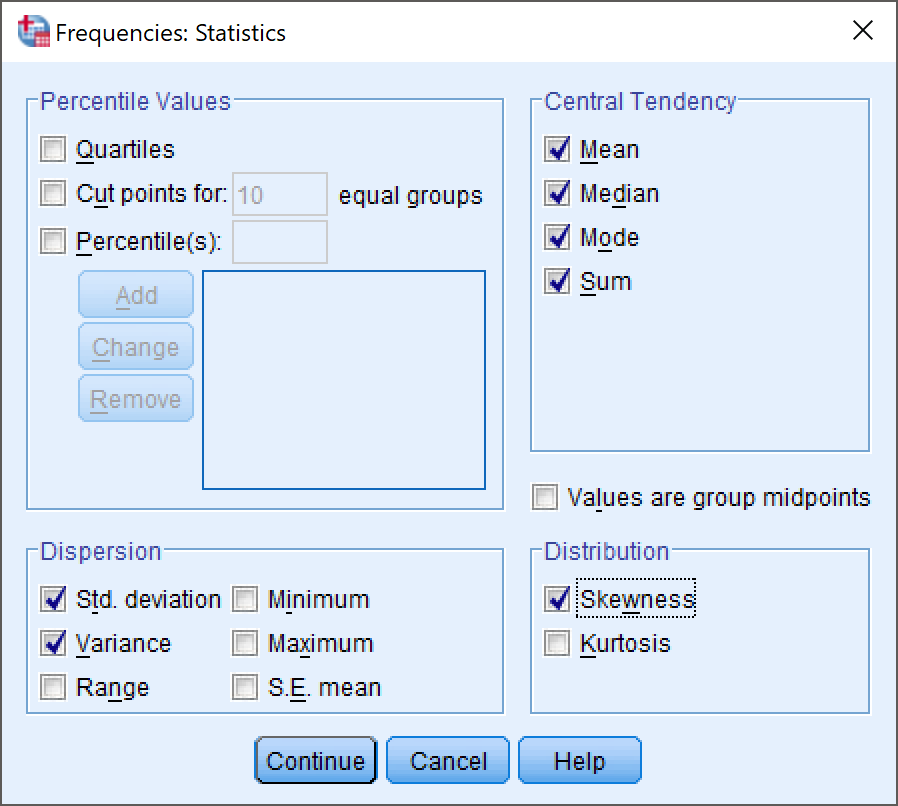 Frequencies: Statistics
Percentile Values
Quartiles
Cut points for: 10 equal groups
Percentile(s):
Add
Change
Remove
Central Tendency
Mean
Median
Mode
Sum
Values are group midpoints
Dispersion
Std. deviation Minimum
Variance Maximum
Range S.E. mean
Distribution
Skewness
Kurtosis
Continue Cancel Help